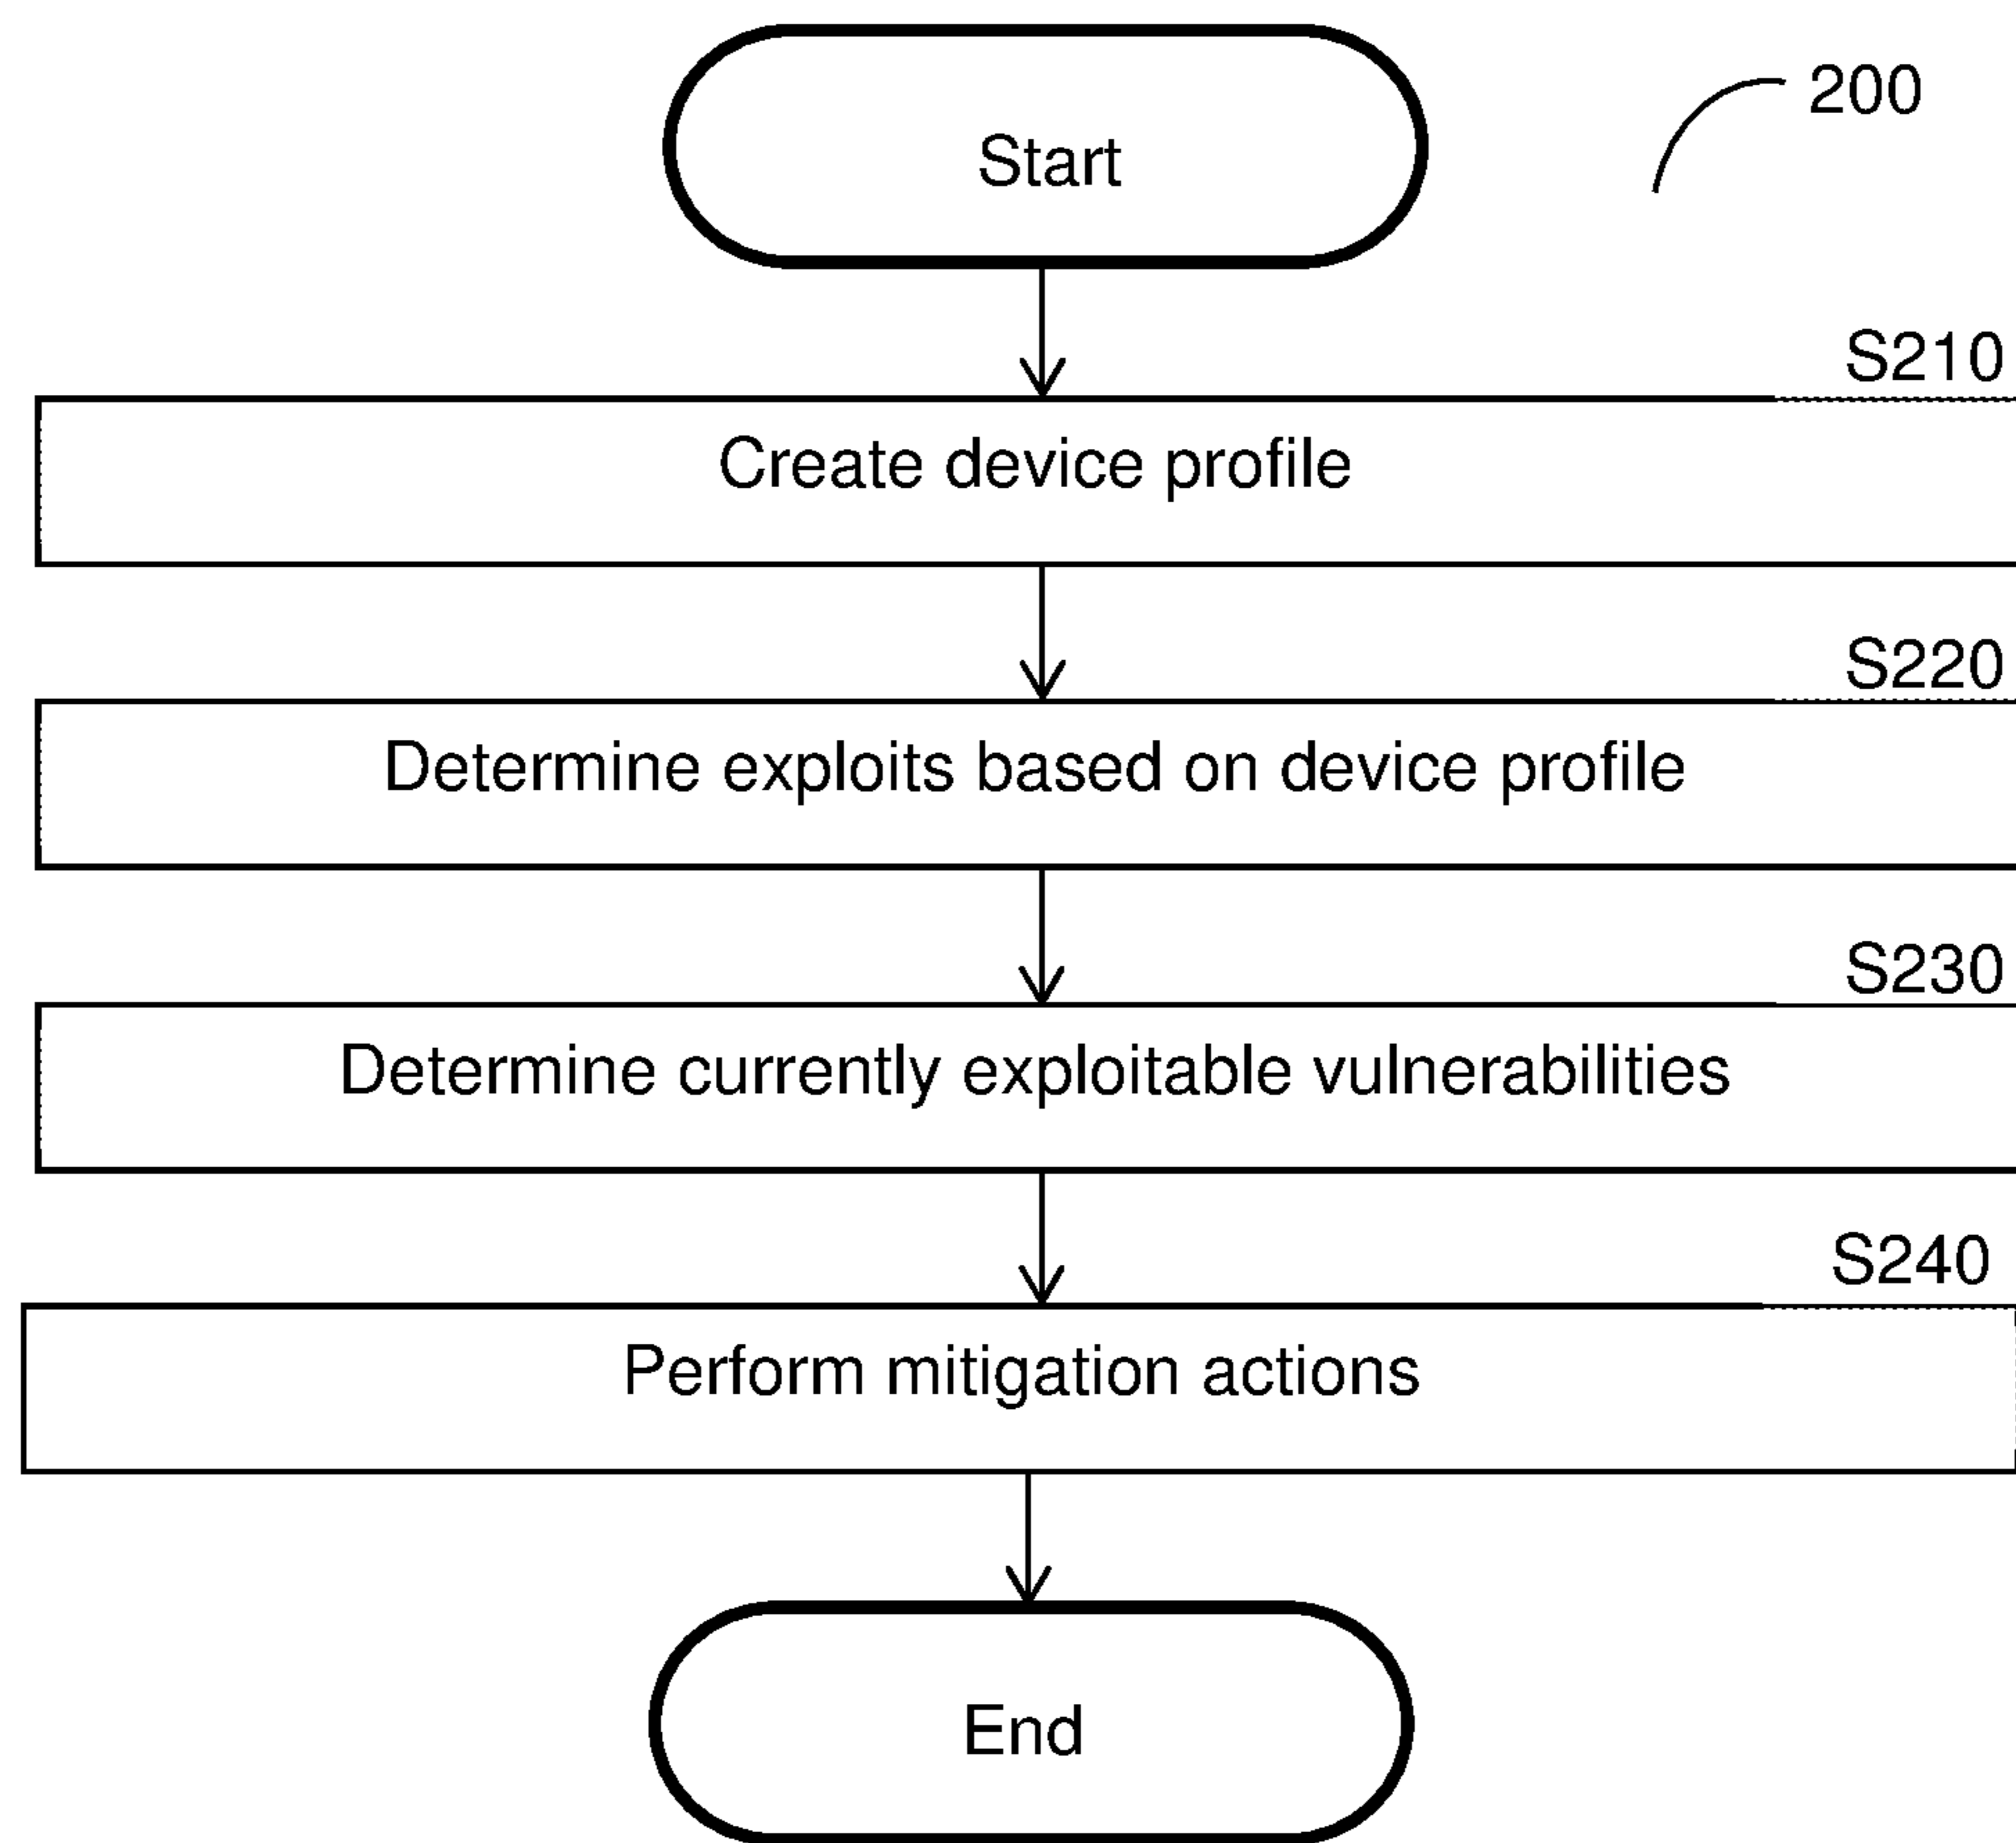 Start
200
S210
Create device profile
S220
Determine exploits based on device profile
S230
Determine currently exploitable vulnerabilities
S240
Perform mitigation actions
End